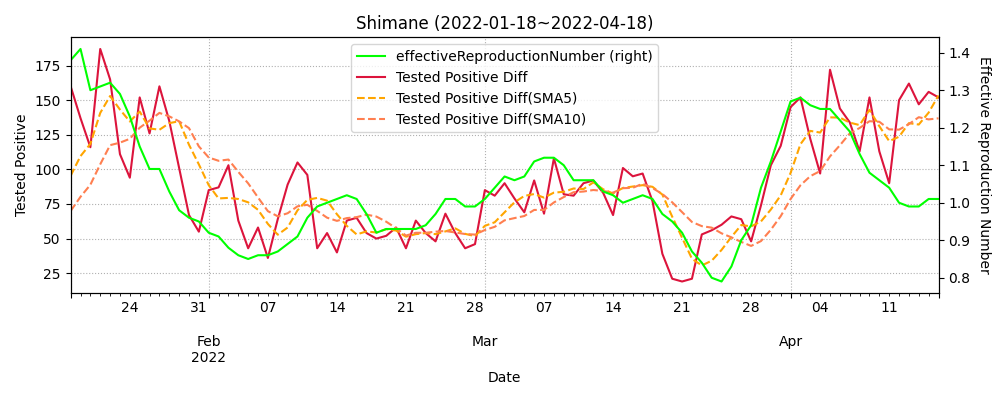 Shimane (2022-01-18~2022-04-18)
effectiveReproductionNumber (right)
Tested Positive Diff
Tested Positive Diff(SMA5)
Tested Positive Diff(SMA10)
Tested Positive
175
150
125
100
75
50
25
1.4
1.3
1.2
1.1
1.0
0.9
0.8
Effective Reproduction Number
24 31 07 14 21 28 07 14 21 28 04 11
Feb Mar Apr
2022
Date